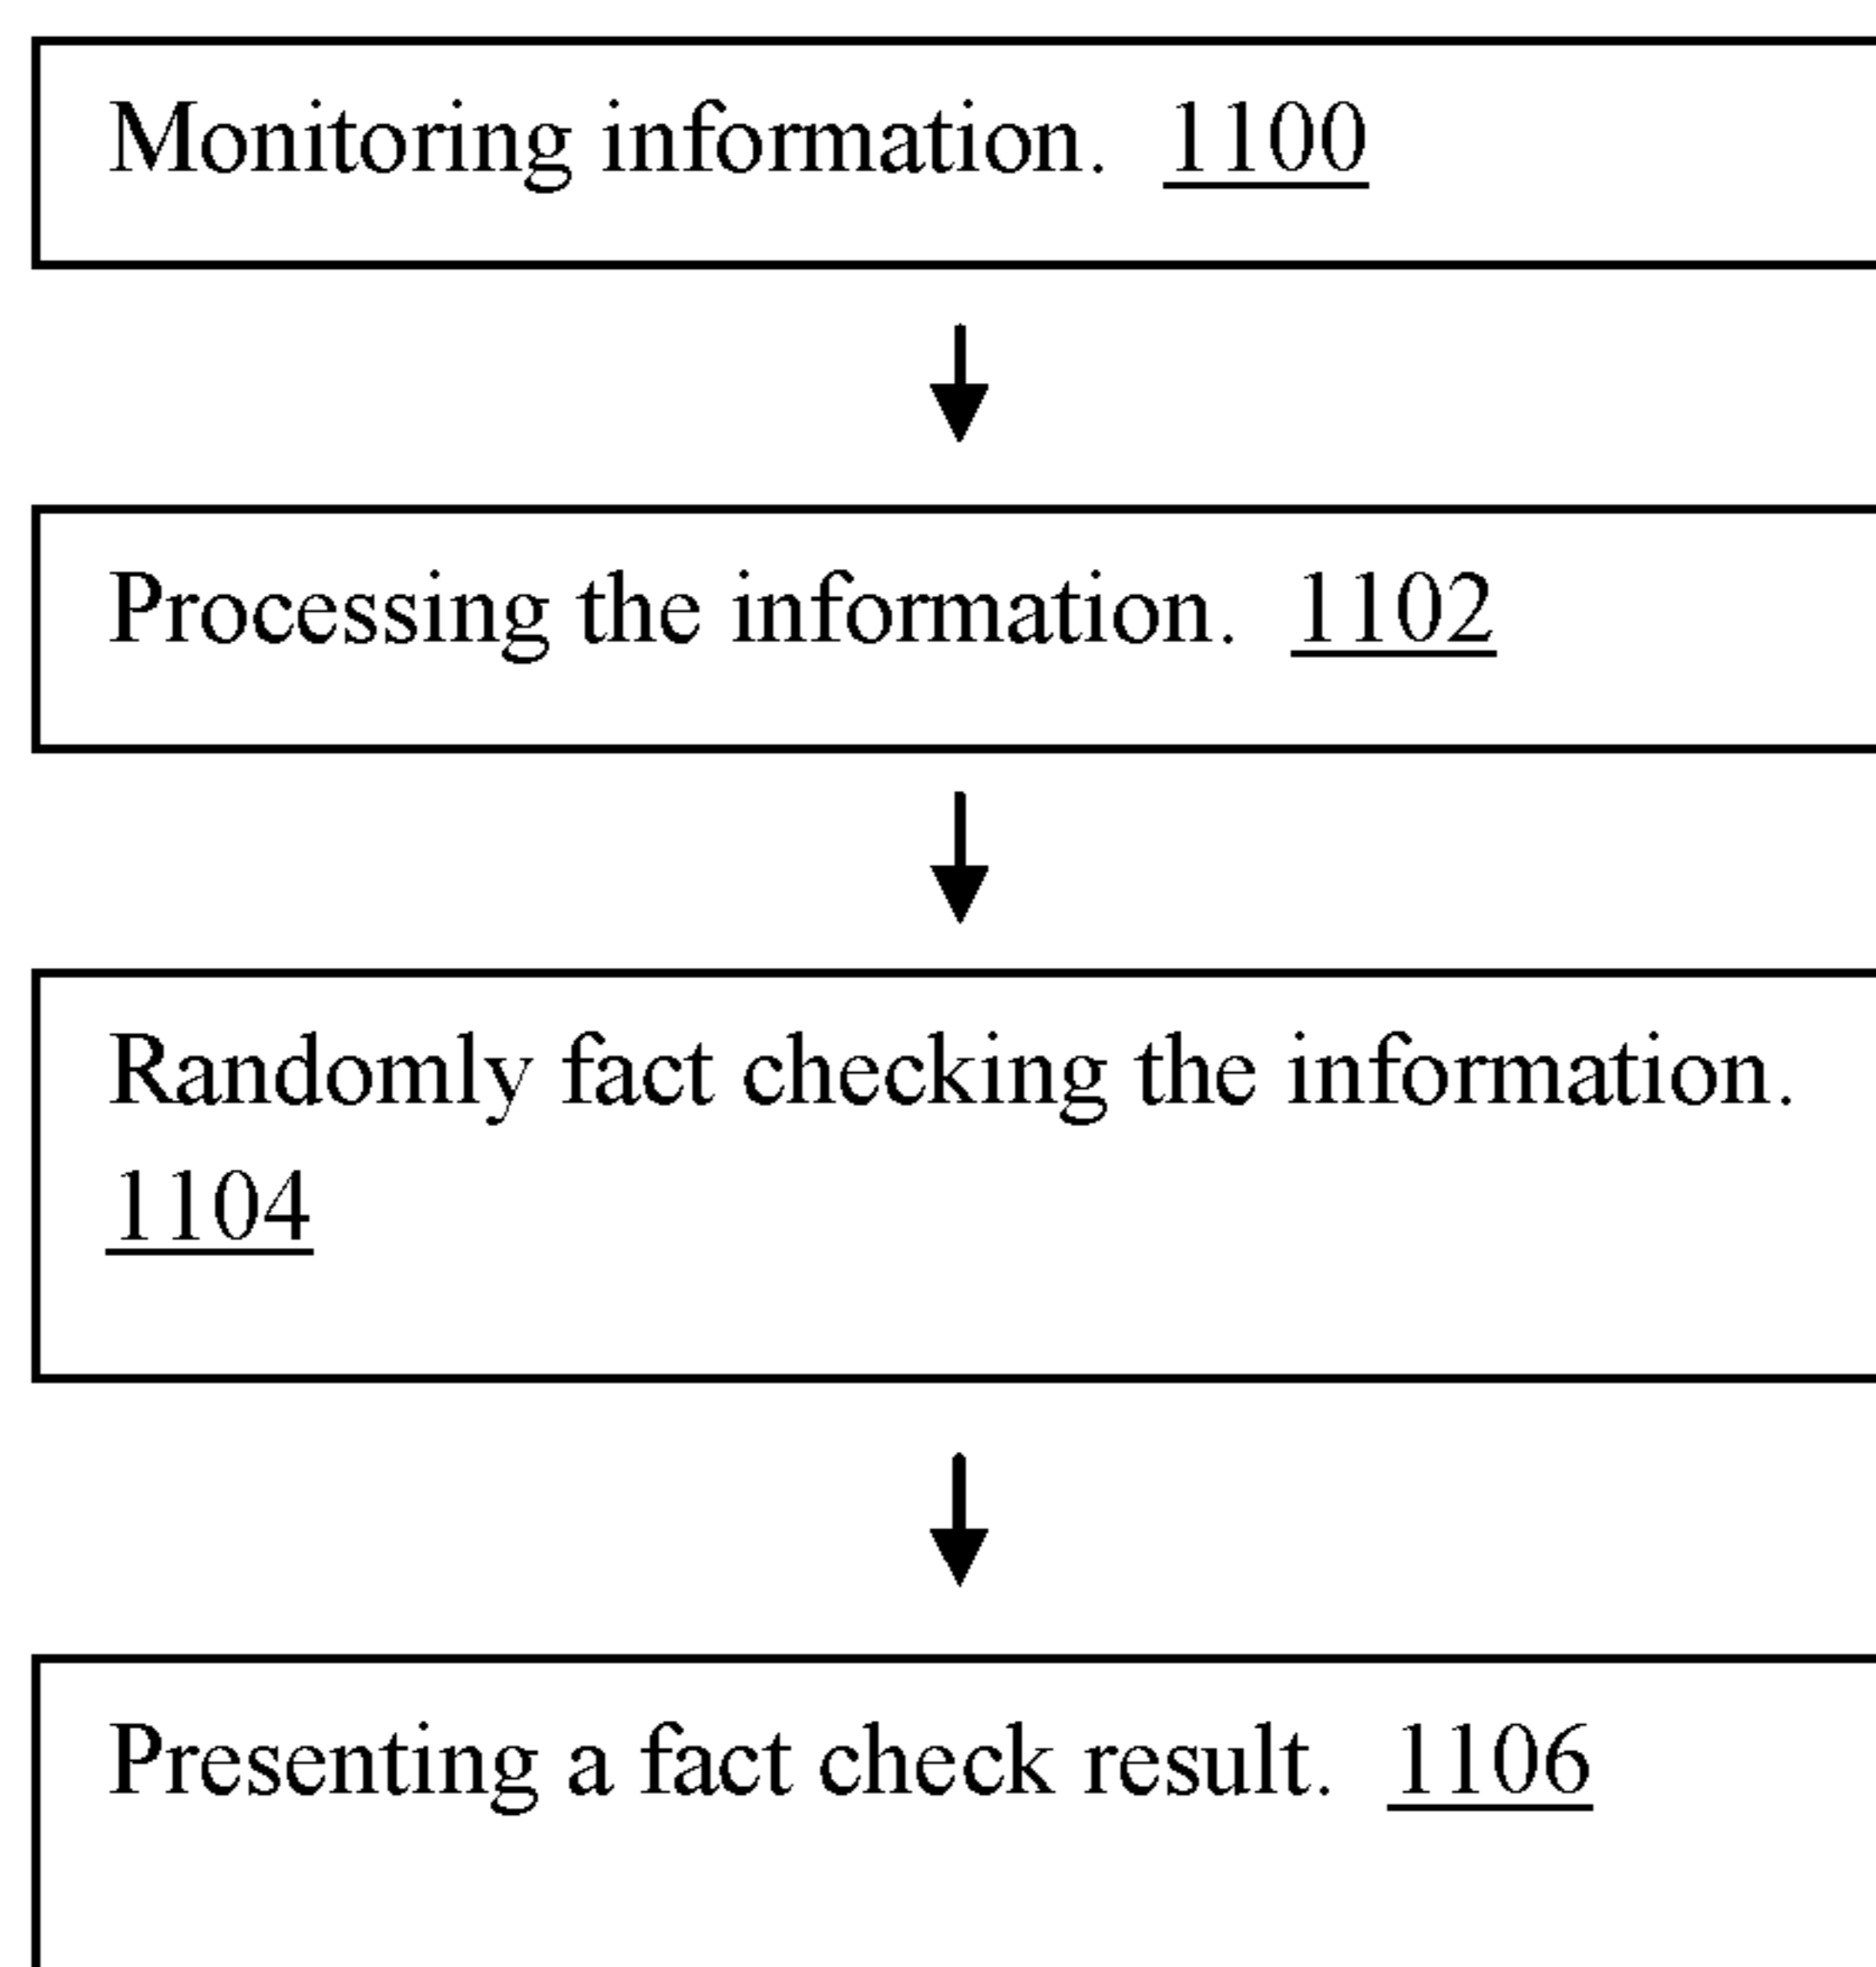 Monitoring information. 1100
Processing the information. 1102
Randomly fact checking the information.
1104
Presenting a fact check result. 1106